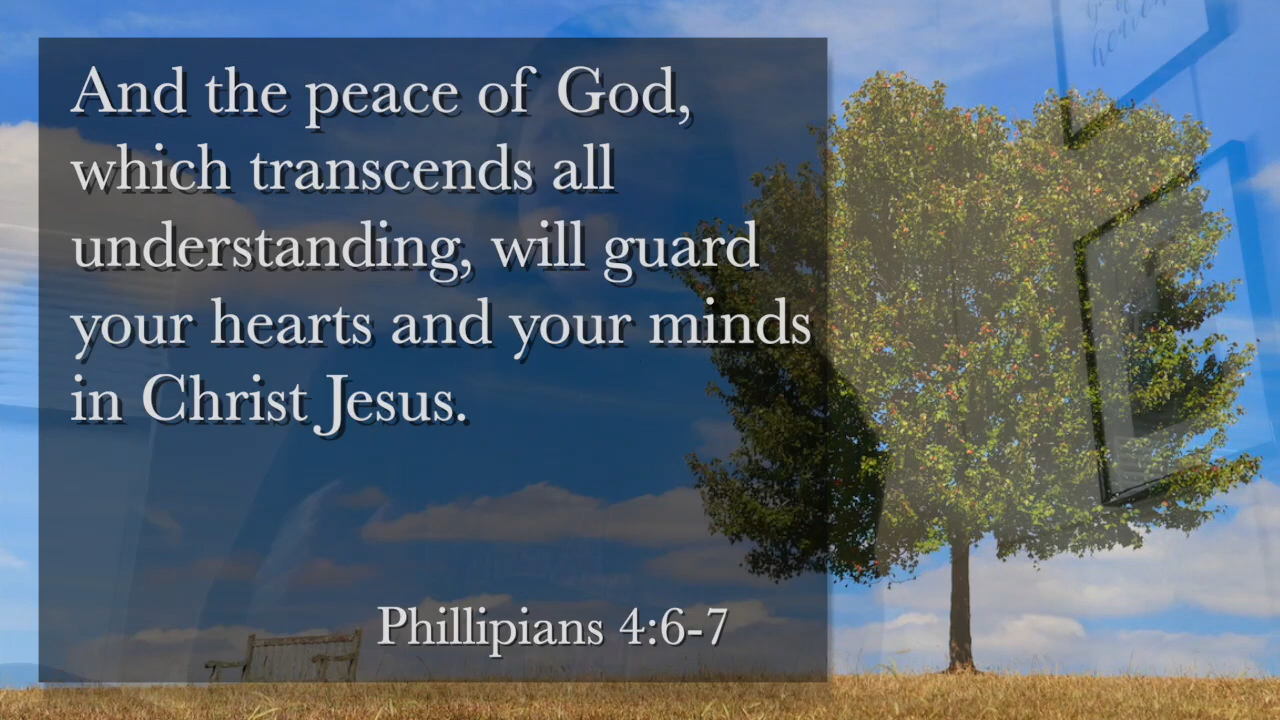 And the peace of God,
which transcends all
understanding, will guard
your hearts and your minds
in Christ Jesus.
Phillipians 4:6-7